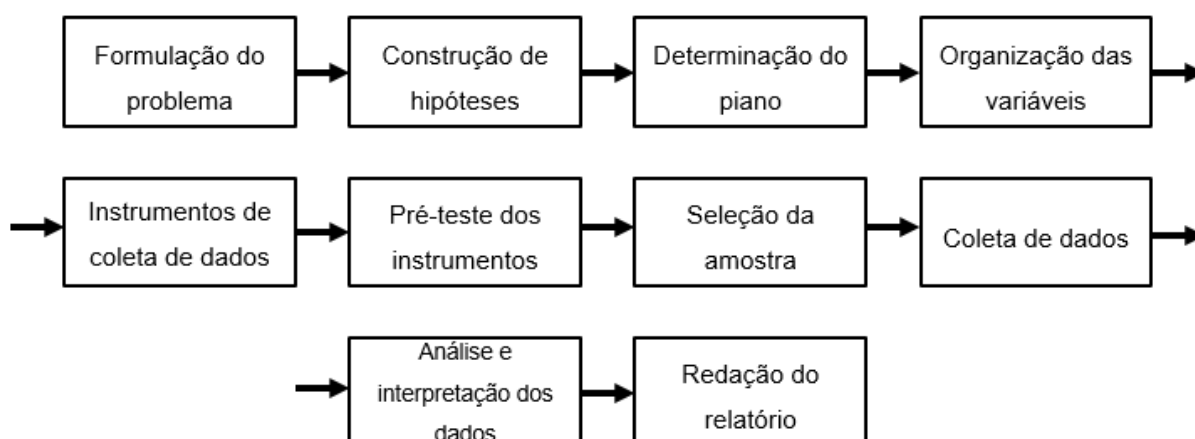 Formulação do
problema
Construção de
hipóteses
Determinação do
piano
Organização das
variáveis
Instrumentos de
coleta de dados
Pré-teste dos
instrumentos
Seleção da
amostra
Coleta de dados
Análise e
interpretação dos
dados
Redação do
relatório